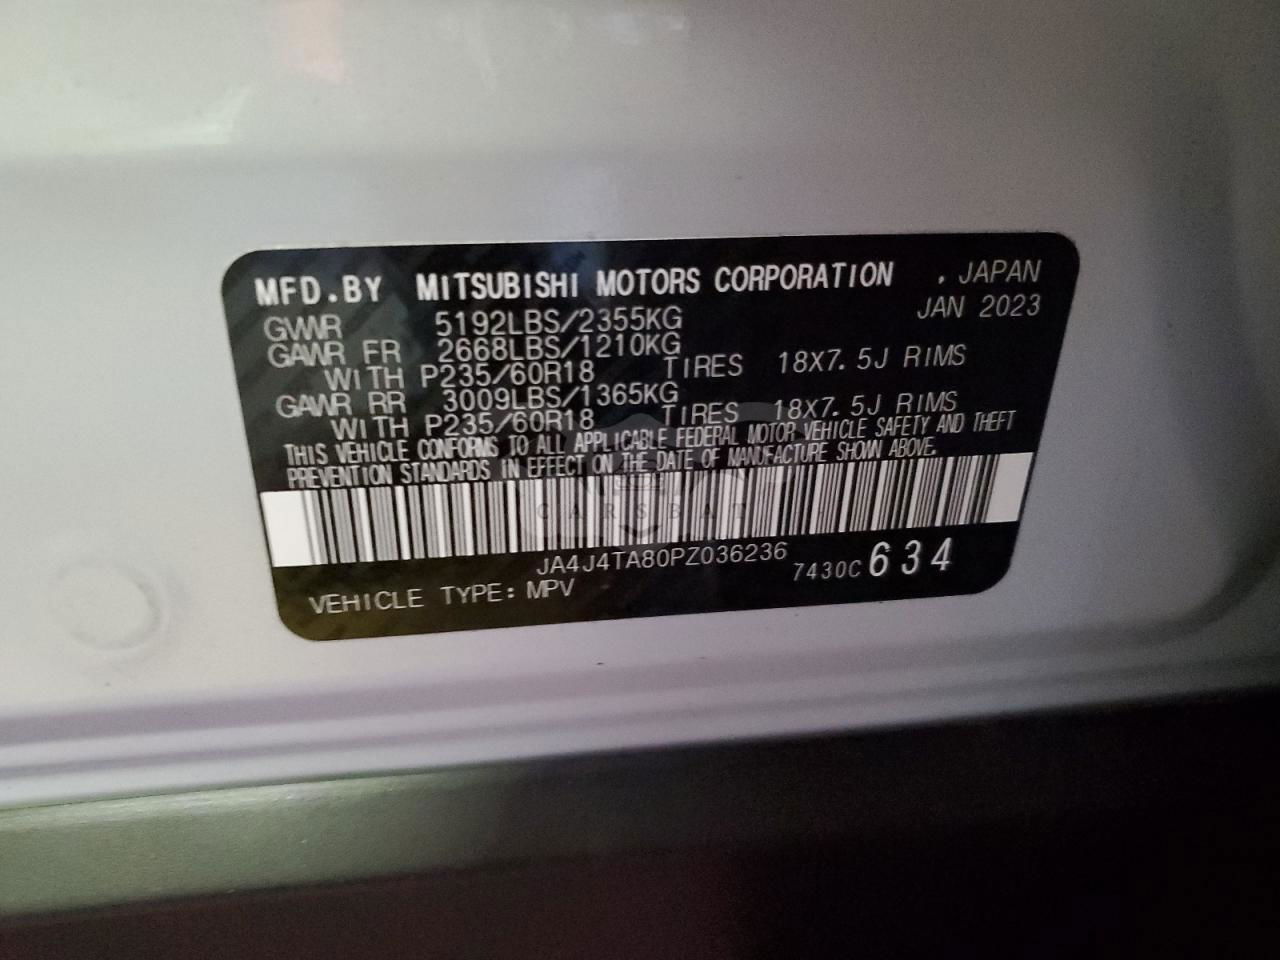 MFD.BY MITSUBISHI MOTORS CORPORATION , JAPAN
GVWR 5192LBS/2355KG JAN 2023
GAWR FR 2668LBS/1210KG
WITH P235/60R18 TIRES 18X7.5J RIMS
GAWR RR 3009LBS/1365KG
WITH P235/60R18 TIRES 18X7.5J RIMS
THIS VEHICLE CONFORMS TO ALL APPLICABLE FEDERAL MOTOR VEHICLE SAFETY AND THEFT
PREVENTION STANDARDS IN EFFECT ON THE DATE OF MANUFACTURE SHOWN ABOVE.
CARSBAT
JA4J4TA80PZ036236 7430C 634
VEHICLE TYPE: MPV